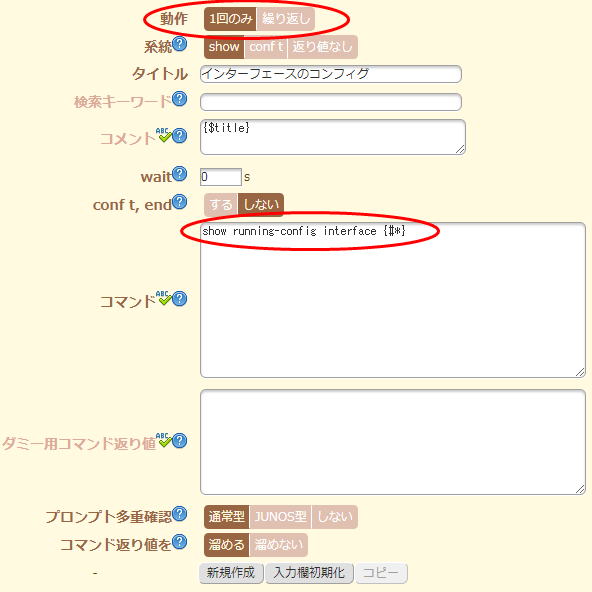 動作 1回のみ 繰り返し
系統 show conf t 返り値なし
タイトル インターフェースのコンフィグ
検索キーワード
コメント ABC {$title}
wait 0 s
conf t, end する しない
コマンド ABC show running-config interface {#*}
ダミー用コマンド返り値 ABC
プロンプト多重確認 通常型 JUNOS型 しない
コマンド返り値を 溜める 溜めない
- 新規作成 入力欄初期化 コピー